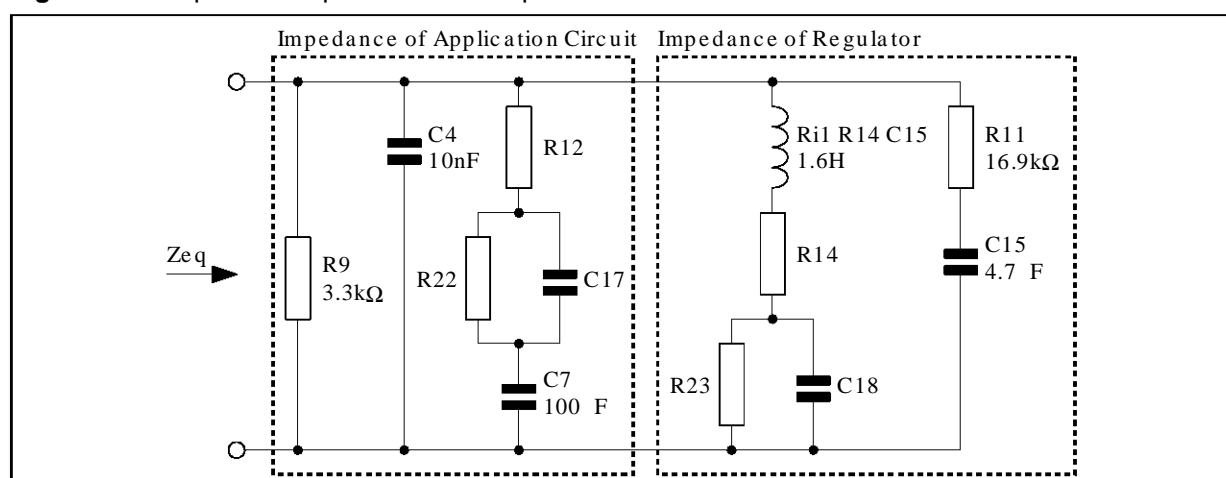 Impedance of Application Circuit
Impedance of Regulator
C4
10nF
R12
Ri1 R14 C15
1.6H
R11
16.9kΩ
Zeq
R9
3.3kΩ
R22
C17
R14
C15
4.7 F
C7
100 F
R23
C18